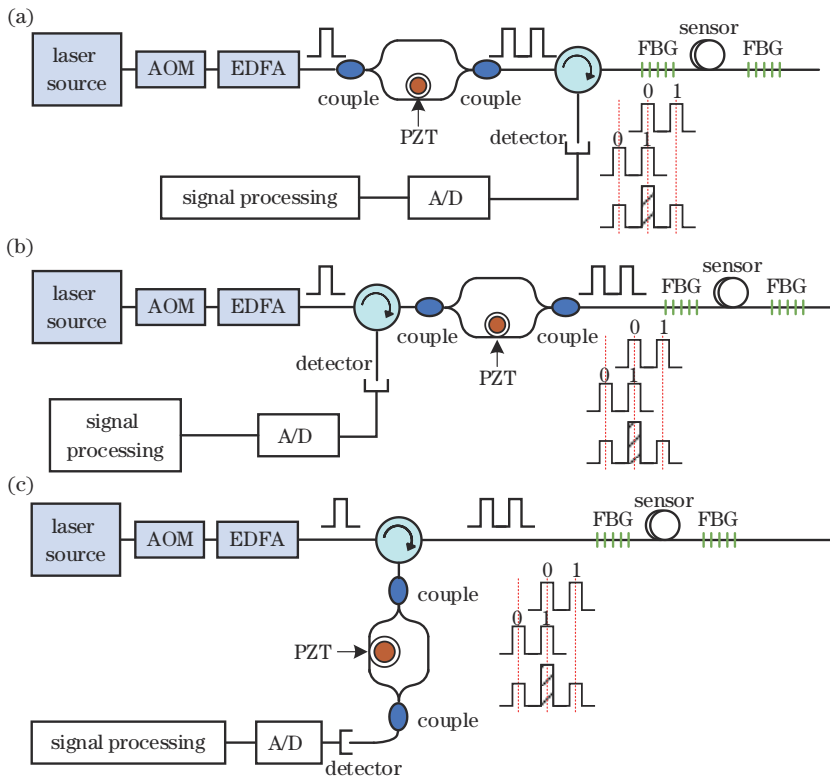 (a)
laser
source
AOM
EDFA
couple
PZT
couple
detector
FBG
sensor
FBG
0 1
0 1
signal processing
A/D
(b)
laser
source
AOM
EDFA
couple
PZT
couple
detector
FBG
sensor
FBG
0 1
0 1
signal
processing
A/D
(c)
laser
source
AOM
EDFA
FBG
sensor
FBG
couple
PZT
couple
0 1
0 1
signal processing
A/D
detector